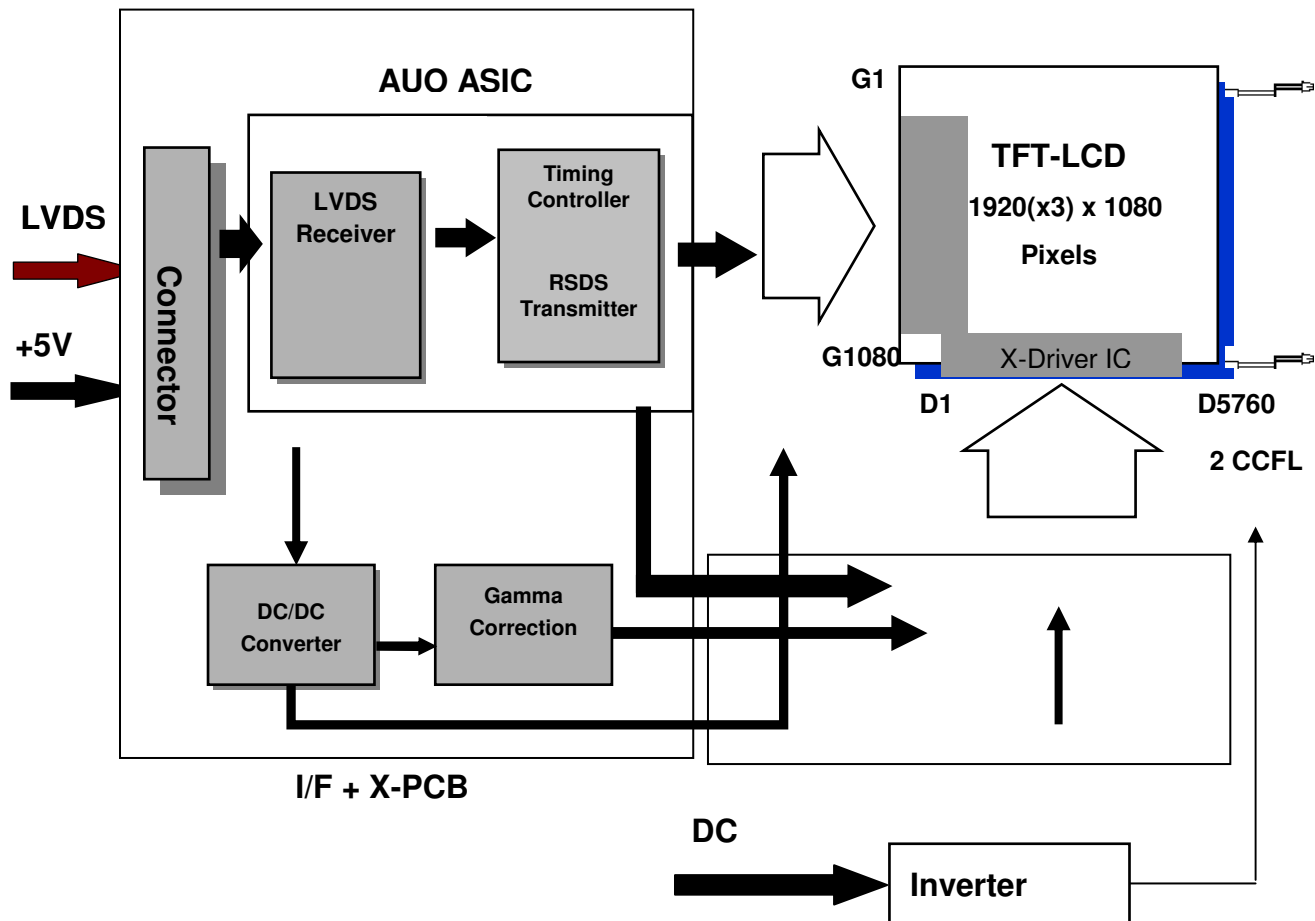 AUO ASIC
G1
LVDS
+5V
Connector
LVDS
Receiver
Timing
Controller
RSDS
Transmitter
TFT-LCD
1920(x3) x 1080
Pixels
G1080
X-Driver IC
D1
D5760
2 CCFL
DC/DC
Converter
Gamma
Correction
I/F + X-PCB
DC
Inverter